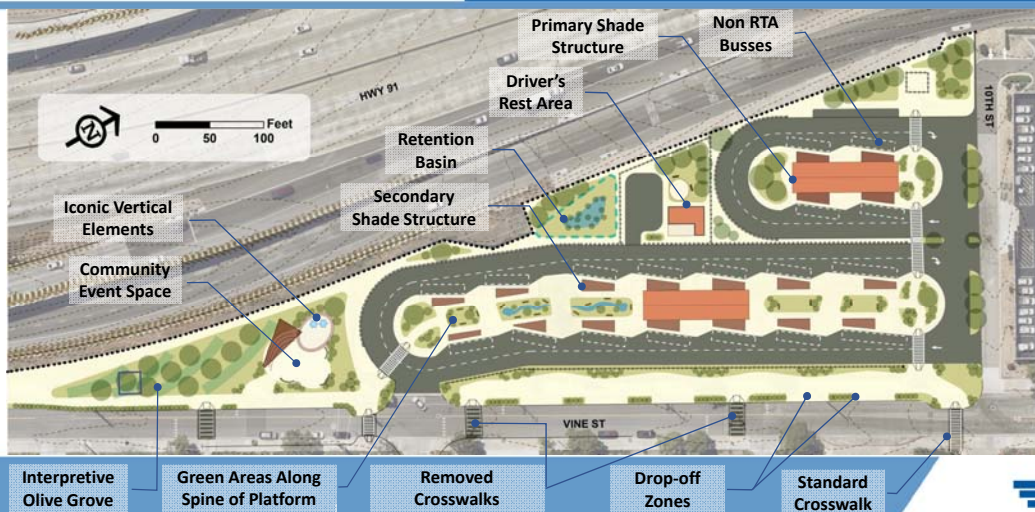 Primary Shade
Structure
Non RTA
Busses
Driver's
Rest Area
HWY 91
10TH ST
N
0 50 100 Feet
Retention
Basin
Secondary
Shade Structure
Iconic Vertical
Elements
Community
Event Space
VINE ST
Interpretive
Olive Grove
Green Areas Along
Spine of Platform
Removed
Crosswalks
Drop-off
Zones
Standard
Crosswalk